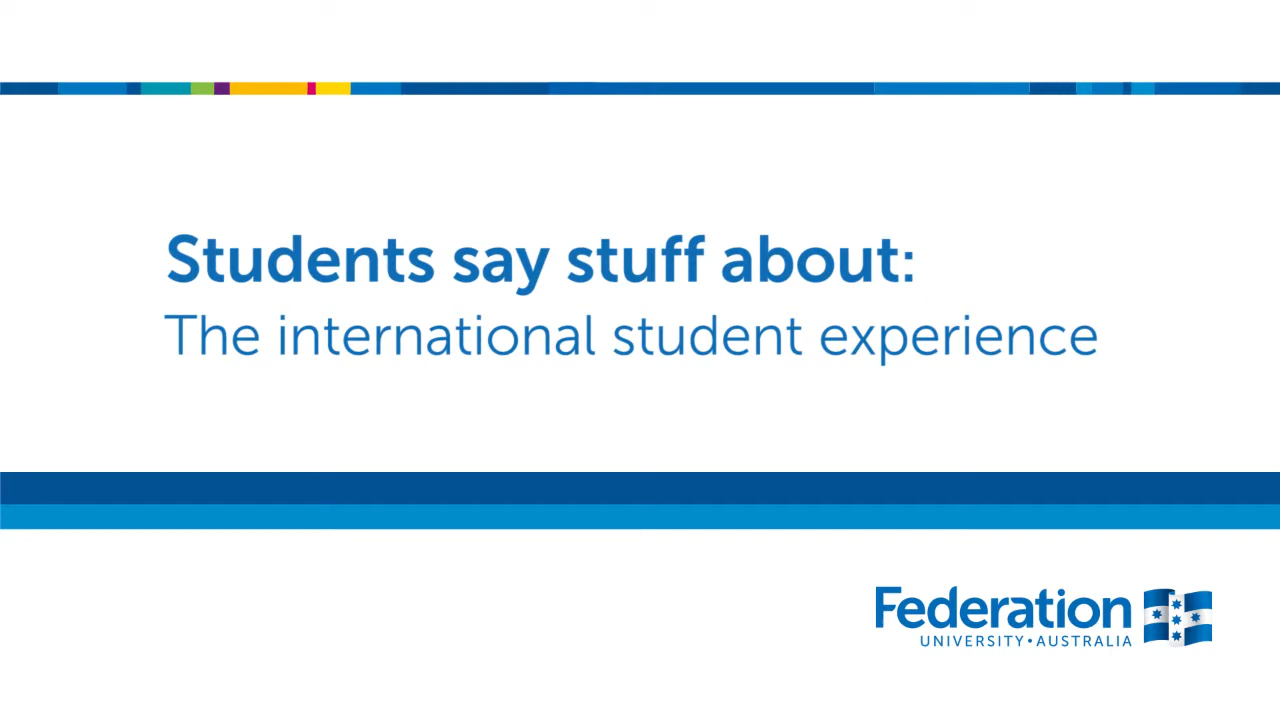 Students say stuff about:
The international student experience
Federation
UNIVERSITY • AUSTRALIA